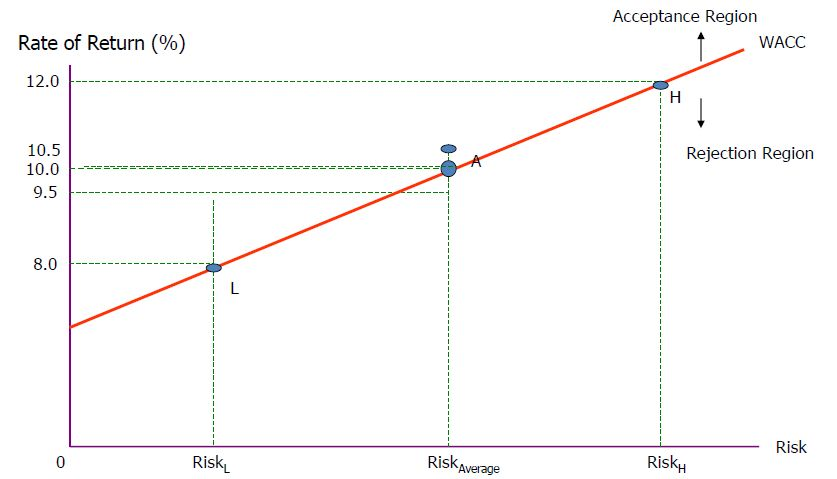 Acceptance Region
Rate of Return (%)
WACC
12.0
H
10.5
Rejection Region
A
10.0
9.5
8.0
L
Risk
0
RiskL
RiskAverage
RiskH